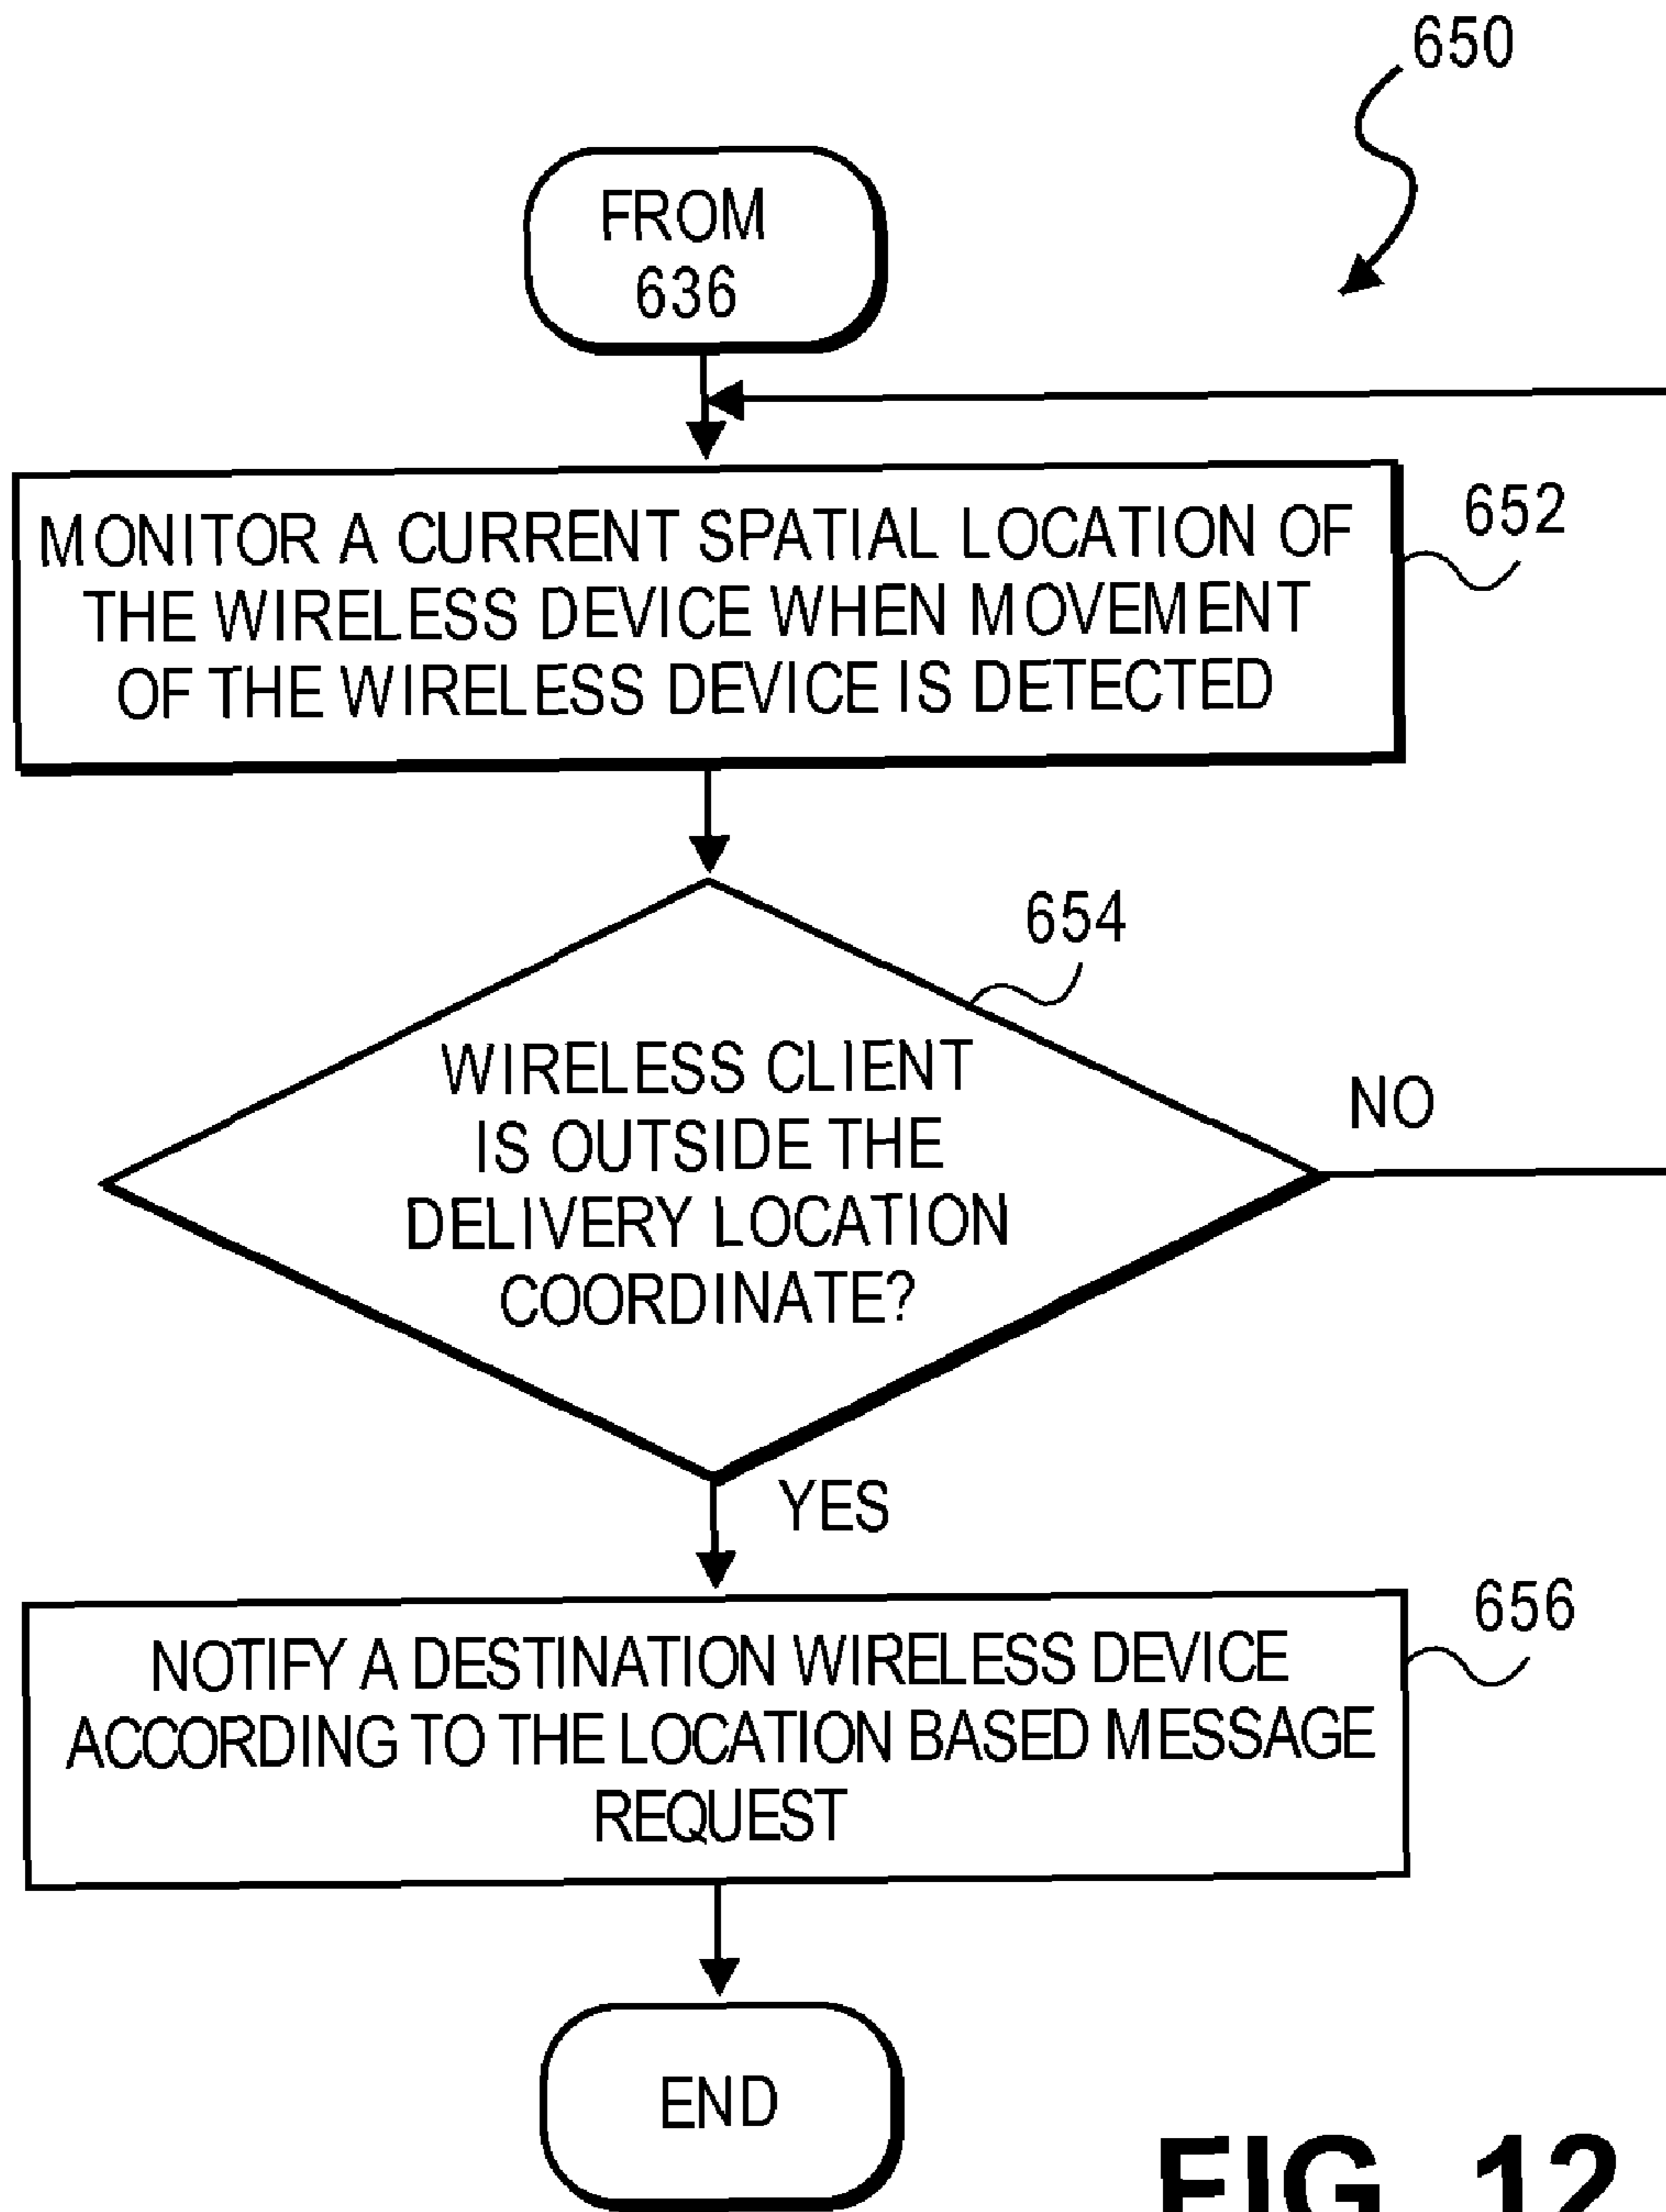 650
FROM
636
MONITOR A CURRENT SPATIAL LOCATION OF
THE WIRELESS DEVICE WHEN MOVEMENT
OF THE WIRELESS DEVICE IS DETECTED
652
654
WIRELESS CLIENT
IS OUTSIDE THE
DELIVERY LOCATION
COORDINATE?
NO
YES
656
NOTIFY A DESTINATION WIRELESS DEVICE
ACCORDING TO THE LOCATION BASED MESSAGE
REQUEST
END
FIG. 12